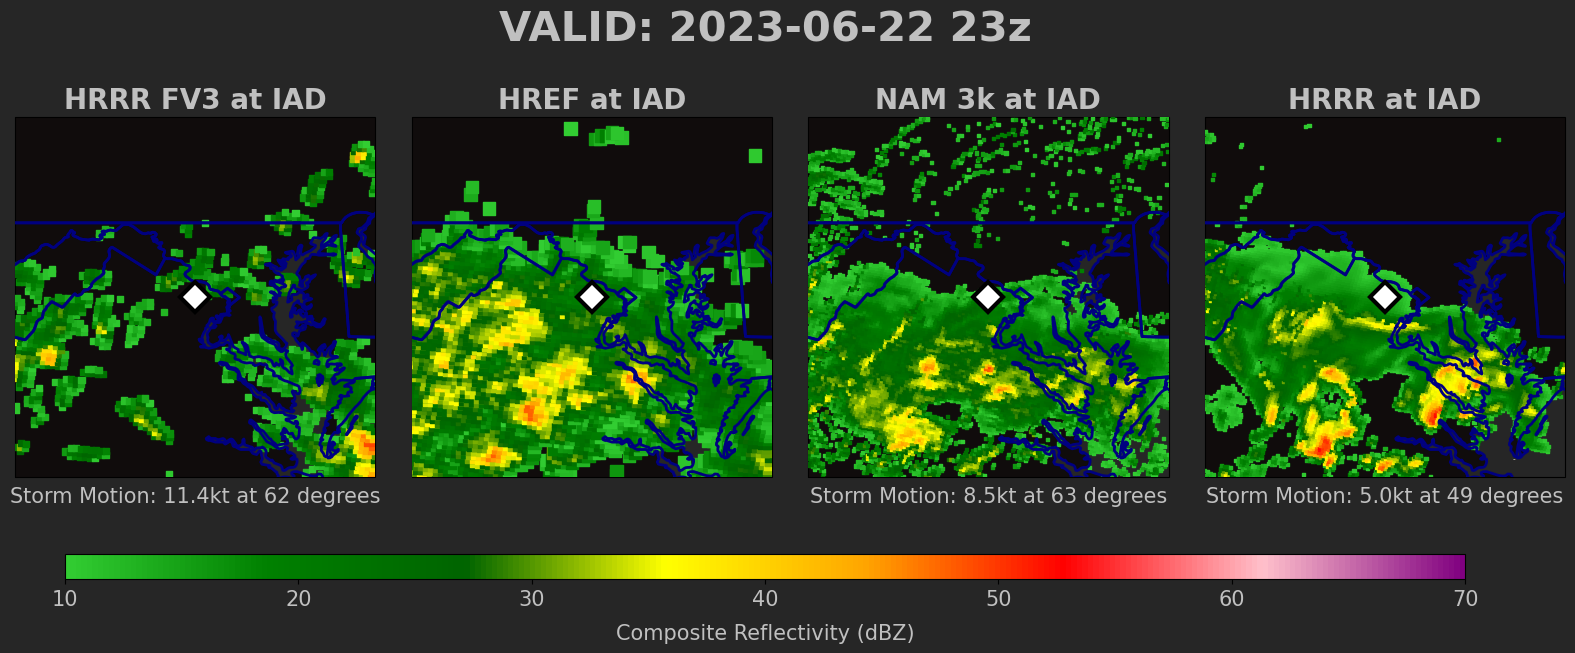 VALID: 2023-06-22 23z
HRRR FV3 at IAD
HREF at IAD
NAM 3k at IAD
HRRR at IAD
Storm Motion: 11.4kt at 62 degrees
Storm Motion: 8.5kt at 63 degrees
Storm Motion: 5.0kt at 49 degrees
10 20 30 40 50 60 70
Composite Reflectivity (dBZ)